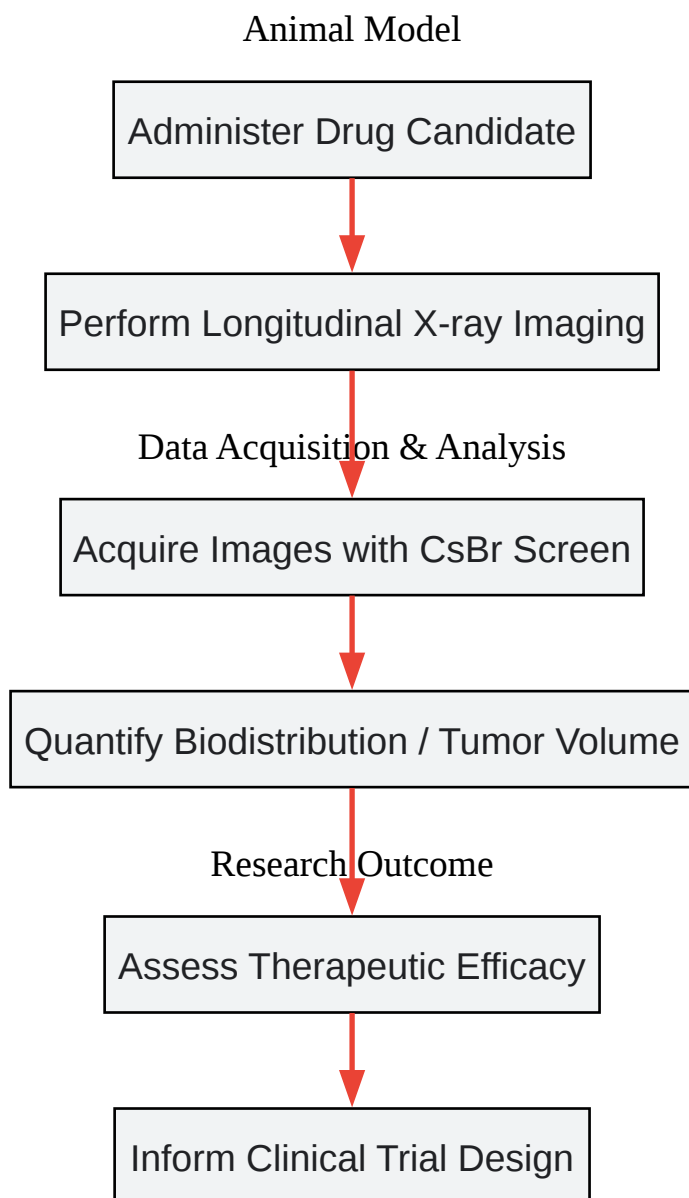 Animal Model
Administer Drug Candidate
Perform Longitudinal X-ray Imaging
Data Acquisition & Analysis
Acquire Images with CsBr Screen
Quantify Biodistribution / Tumor Volume
Research Outcome
Assess Therapeutic Efficacy
Inform Clinical Trial Design